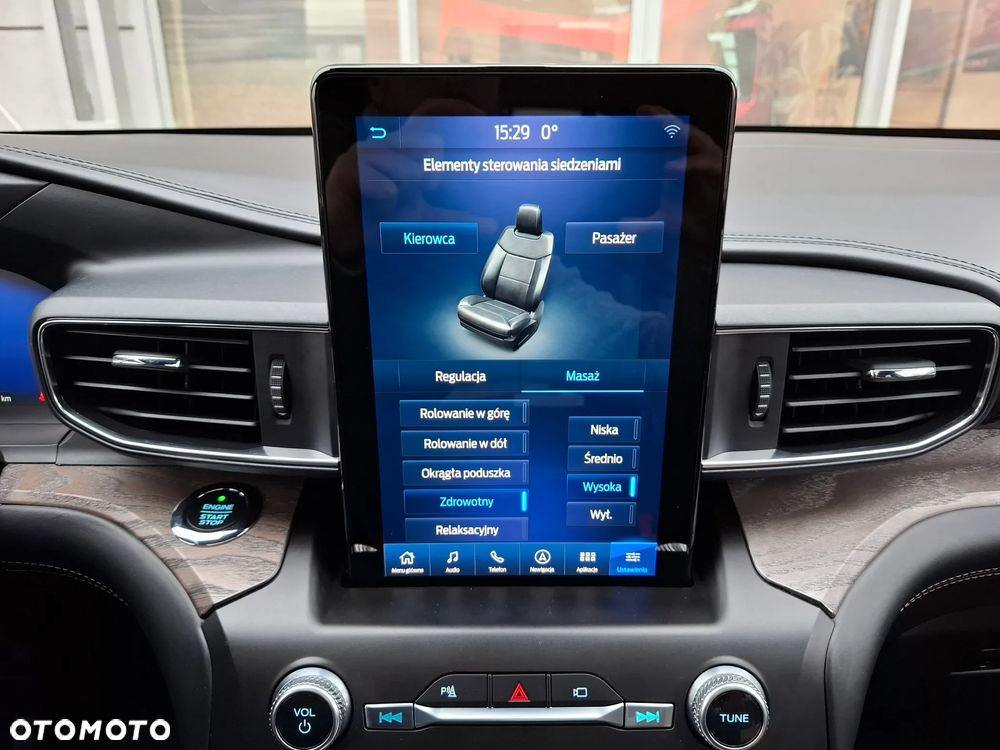 15:29 0°
Elementy sterowania siedzeniami
Kierowca
Pasażer
Regulacja
Masaż
Rolowanie w górę
Rolowanie w dół
Okrągła poduszka
Zdrowotny
Relaksacyjny
Niska
Średnio
Wysoka
Wył.
Menu główne
Audio
Telefon
Nawigacja
Aplikacje
Ustawienia
km
ENGINE
START
STOP
VOL
P
TUNE
OTOMOTO